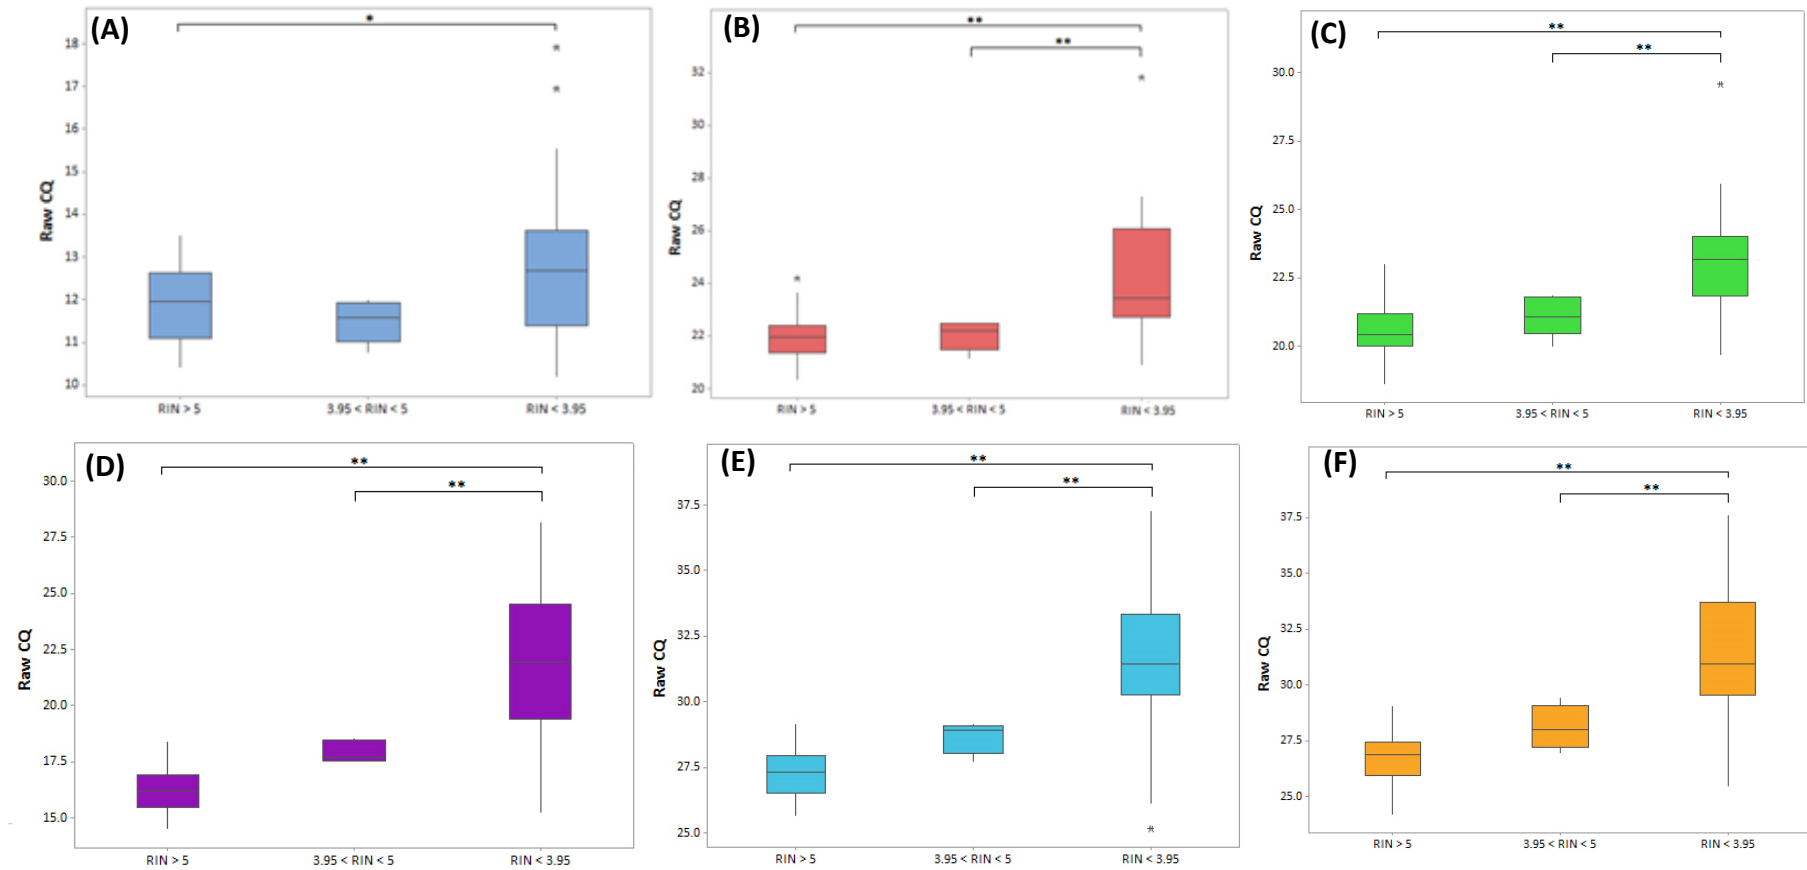 (A)
*
18
17
16
15
14
13
12
11
10
Raw CQ
RIN > 5
3.95 < RIN < 5
RIN < 3.95
(B)
**
**
32
30
28
26
24
22
20
Raw CQ
RIN > 5
3.95 < RIN < 5
RIN < 3.95
(C)
**
**
30.0
27.5
25.0
22.5
20.0
Raw CQ
RIN > 5
3.95 < RIN < 5
RIN < 3.95
(D)
**
**
30.0
27.5
25.0
22.5
20.0
17.5
15.0
Raw CQ
RIN > 5
3.95 < RIN < 5
RIN < 3.95
(E)
**
**
37.5
35.0
32.5
30.0
27.5
25.0
Raw CQ
RIN > 5
3.95 < RIN < 5
RIN < 3.95
(F)
**
**
37.5
35.0
32.5
30.0
27.5
25.0
Raw CQ
RIN > 5
3.95 < RIN < 5
RIN < 3.95